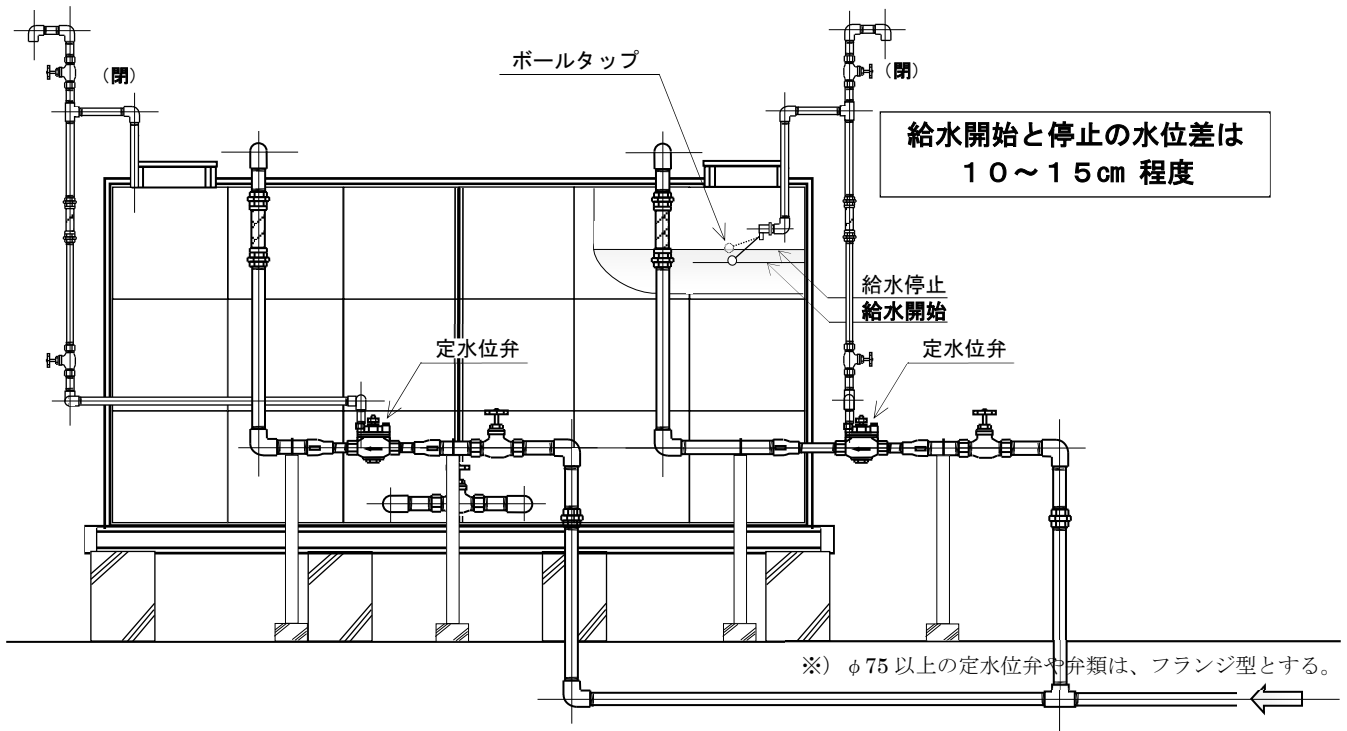 ボールタップ
（閉）
（閉）
給水開始と停止の水位差は
１０～１５㎝ 程度
給水停止
給水開始
定水位弁
定水位弁
※） φ75 以上の定水位弁や弁類は、フランジ型とする。